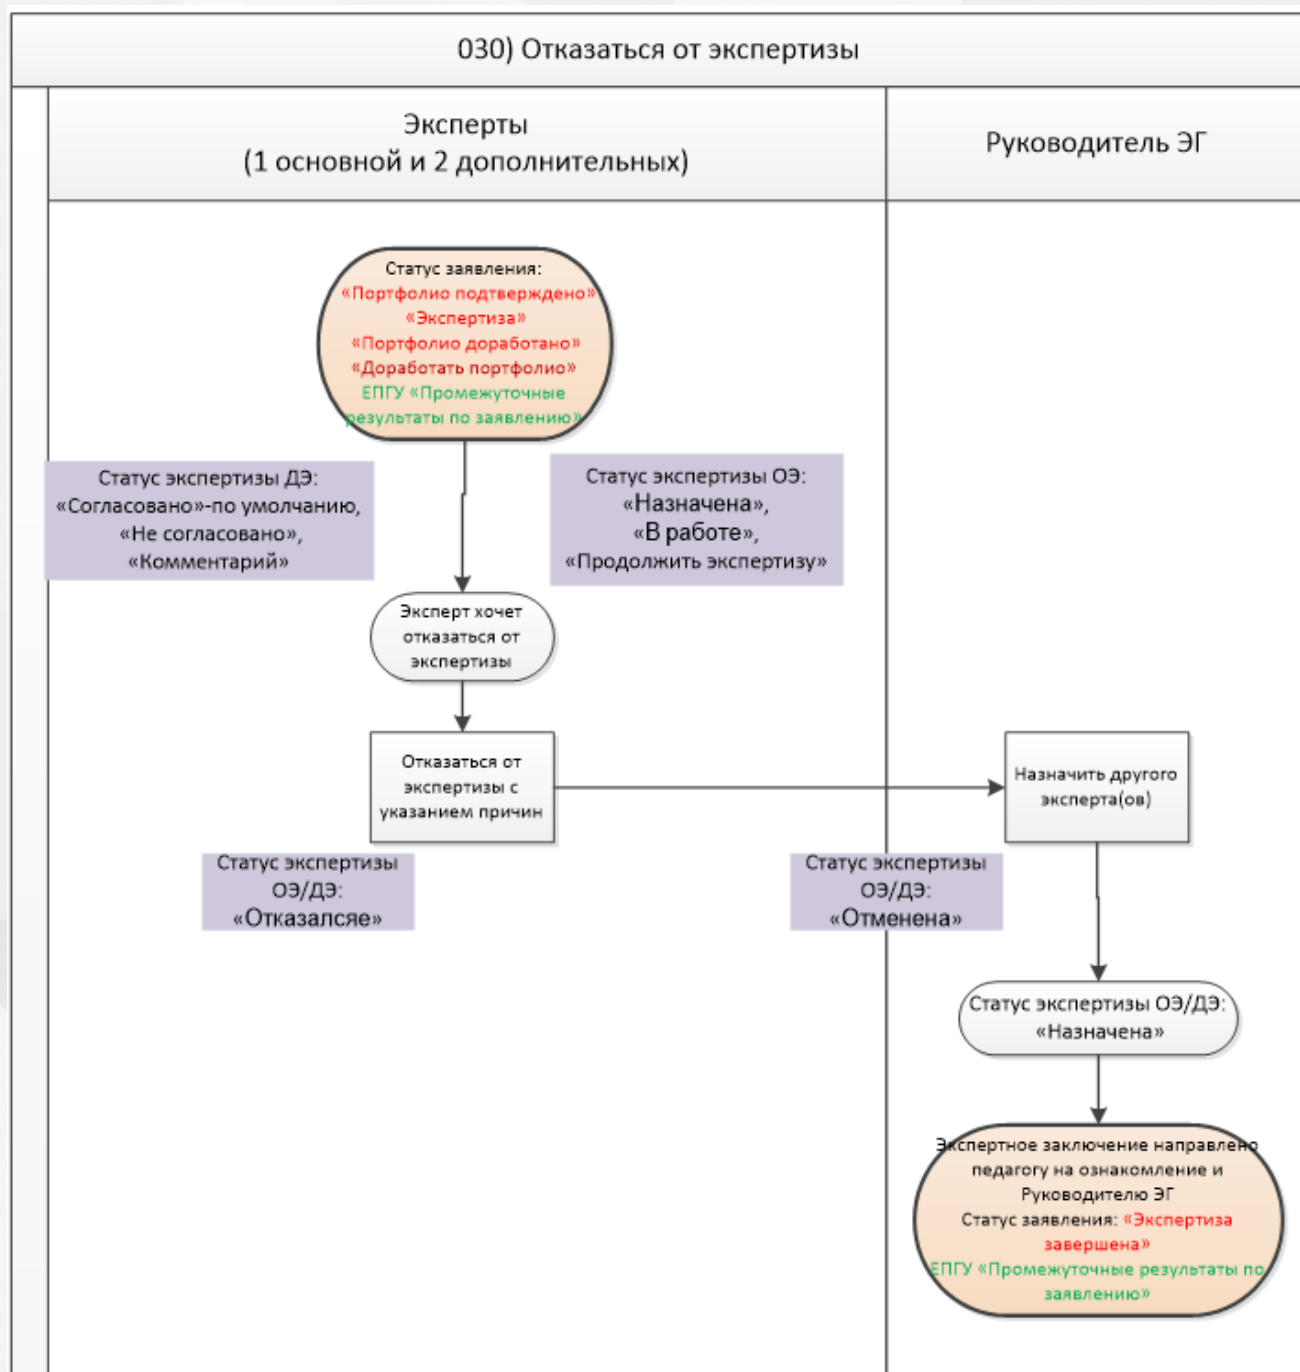 030) Отказаться от экспертизы
Эксперты
(1 основной и 2 дополнительных)
Руководитель ЭГ
Статус заявления:
«Портфолио подтверждено»
«Экспертиза»
«Портфолио доработано»
«Доработать портфолио»
ЕПГУ «Промежуточные
результаты по заявлению»
Статус экспертизы ДЭ:
«Согласовано»-по умолчанию,
«Не согласовано»,
«Комментарий»
Статус экспертизы ОЭ:
«Назначена»,
«В работе»,
«Продолжить экспертизу»
Эксперт хочет
отказаться от
экспертизы
Отказаться от
экспертизы с
указанием причин
Назначить другого
эксперта(ов)
Статус экспертизы
ОЭ/ДЭ:
«Отказалсяе»
Статус экспертизы
ОЭ/ДЭ:
«Отменена»
Статус экспертизы ОЭ/ДЭ:
«Назначена»
Экспертное заключение направлено
педагогу на ознакомление и
Руководителю ЭГ
Статус заявления: «Экспертиза
завершена»
ЕПГУ «Промежуточные результаты по
заявлению»